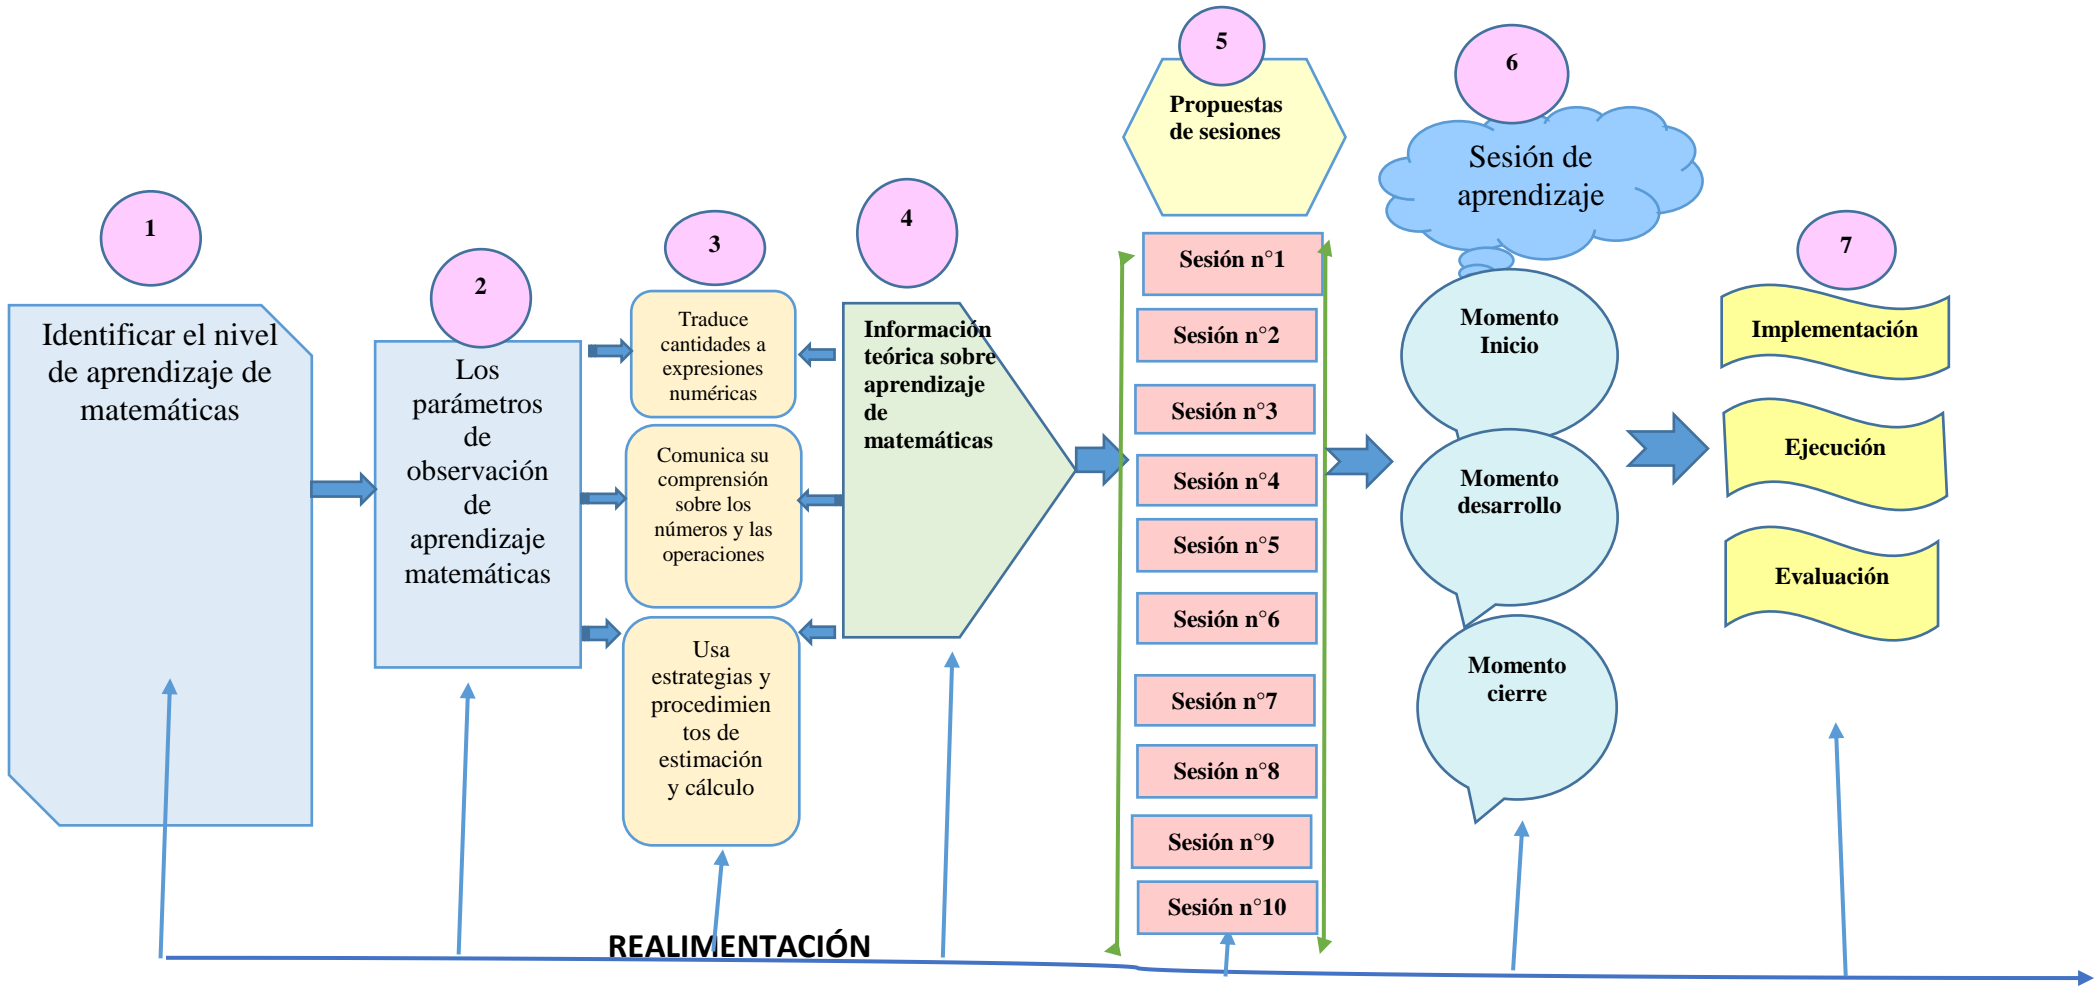 1
Identificar el nivel
de aprendizaje de
matemáticas
2
Los
parámetros
de
observación
de
aprendizaje
matemáticas
3
Traduce
cantidades a
expresiones
numéricas
Comunica su
comprensión
sobre los
números y las
operaciones
Usa
estrategias y
procedimien
tos de
estimación
y cálculo
4
Información
teórica sobre
aprendizaje
de
matemáticas
5
Propuestas
de sesiones
Sesión n°1
Sesión n°2
Sesión n°3
Sesión n°4
Sesión n°5
Sesión n°6
Sesión n°7
Sesión n°8
Sesión n°9
Sesión n°10
6
Sesión de
aprendizaje
Momento
Inicio
Momento
desarrollo
Momento
cierre
7
Implementación
Ejecución
Evaluación
REALIMENTACIÓN